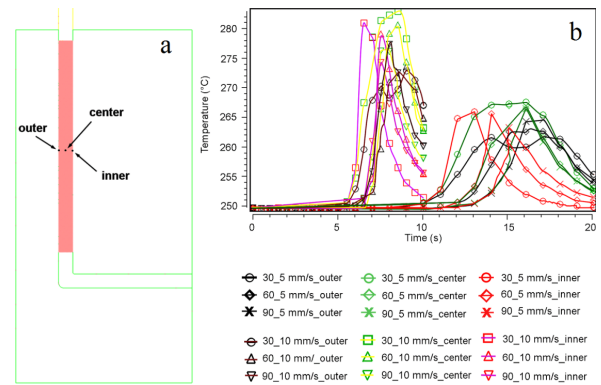 a
outer
center
inner
b
280
275
270
265
260
255
250
Temperature (°C)
0 5 10 15 20
Time (s)
30_5 mm/s_outer 30_5 mm/s_center 30_5 mm/s_inner
60_5 mm/s_outer 60_5 mm/s_center 60_5 mm/s_inner
90_5 mm/s_outer 90_5 mm/s_center 90_5 mm/s_inner
30_10 mm/s_outer 30_10 mm/s_center 30_10 mm/s_inner
60_10 mm/_outer 60_10 mm/s_center 60_10 mm/s_inner
90_10 mm/s_outer 90_10 mm/s_center 90_10 mm/s_inner